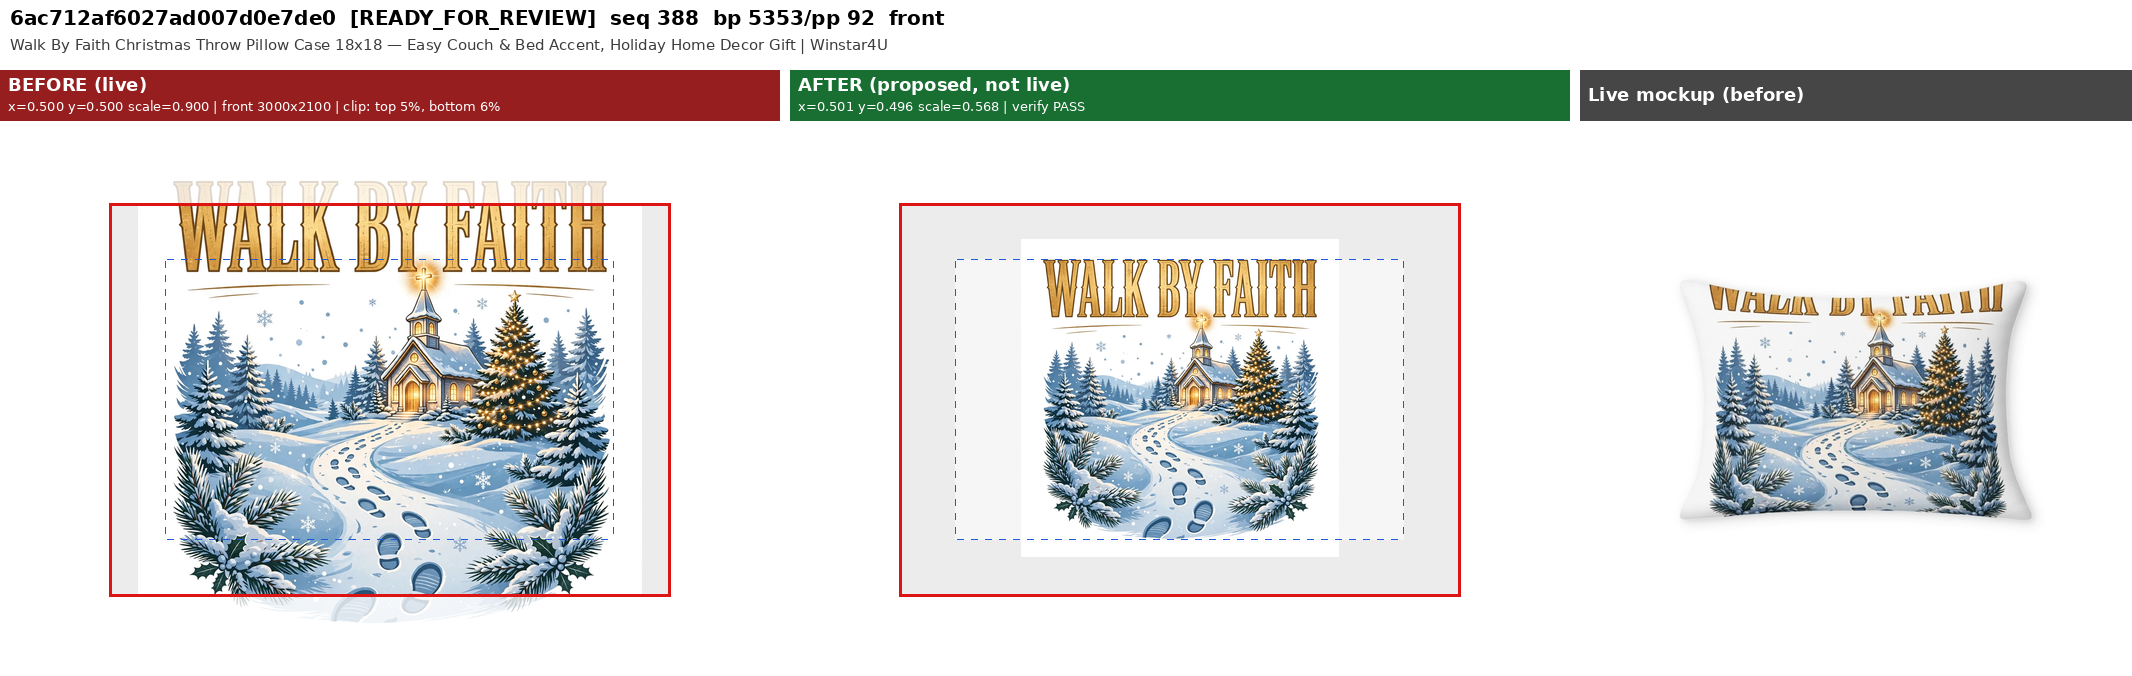 6ac712af6027ad007d0e7de0  [READY_FOR_REVIEW]  seq 388  bp 5353/pp 92  front
Walk By Faith Christmas Throw Pillow Case 18x18 — Easy Couch & Bed Accent, Holiday Home Decor Gift | Winstar4U
BEFORE (live)
x=0.500 y=0.500 scale=0.900 | front 3000x2100 | clip: top 5%, bottom 6%
AFTER (proposed, not live)
x=0.501 y=0.496 scale=0.568 | verify PASS
Live mockup (before)
WALK BY FAITH
WALK BY FAITH
WALK BY FAITH